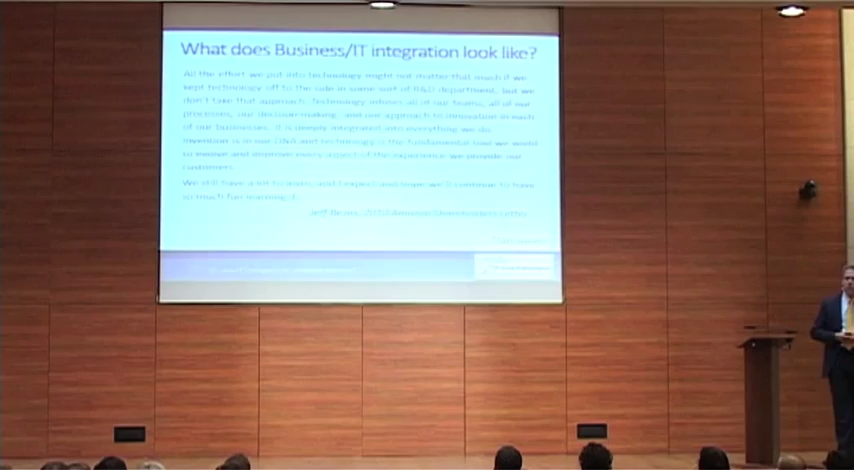 What does Business/IT integration look like?
All the effort we put into technology might not matter that much if we
kept technology off to the side in some sort of R&D department, but we
don't take that approach. Technology infuses all of our teams, all of our
processes, our decision-making, and our approach to innovation in each
of our businesses. It is deeply integrated into everything we do.
Invention is in our DNA and technology is the fundamental tool we wield
to evolve and improve every aspect of the experience we provide our
customers.
We still have a lot to learn, and I expect and hope we'll continue to have
so much fun learning it.
Jeff Bezos, 2010 Shareholder Letter